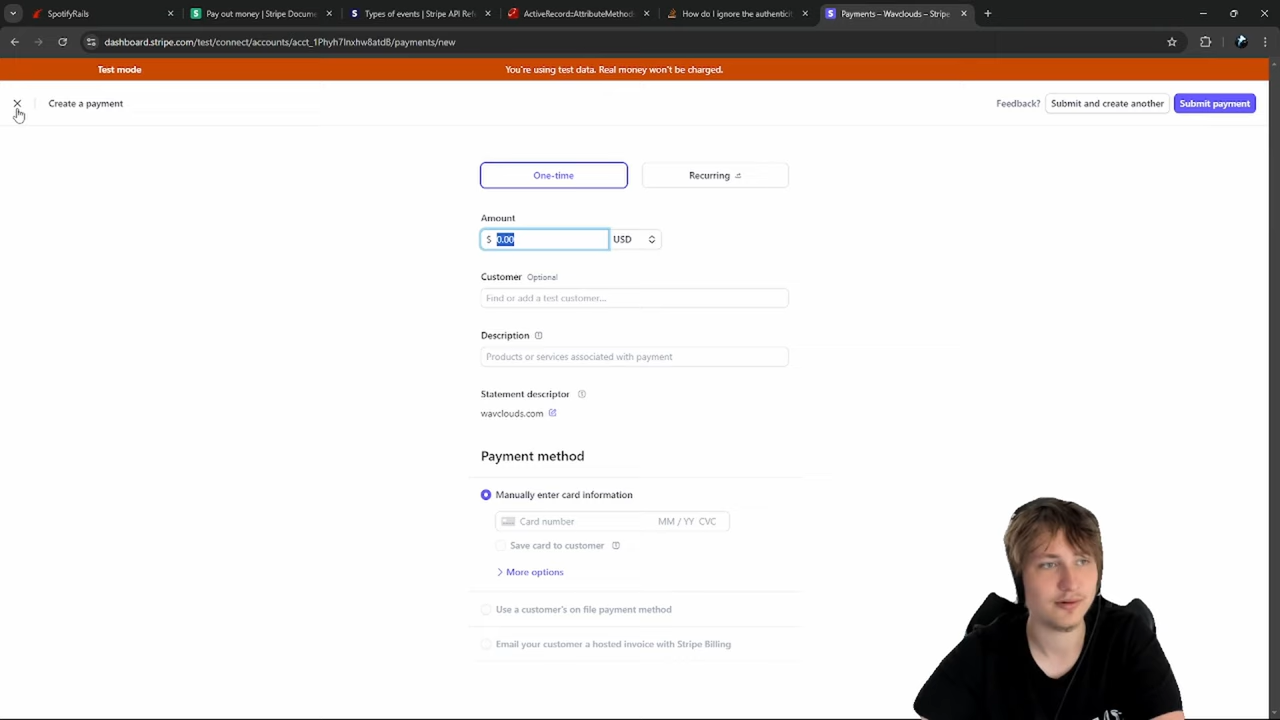 SpotifyRails
Pay out money | Stripe Docume
Types of events | Stripe API Re
ActiveRecord::AttributeMethod
How do I ignore the authenticit
Payments – Wavclouds – Stripe
dashboard.stripe.com/test/connect/accounts/acct_1Phyh7Inxhw8atdB/payments/new
Test mode
You're using test data. Real money won't be charged.
Create a payment
Feedback?
Submit and create another
Submit payment
One-time
Recurring
Amount
$ 0.00
USD
Customer Optional
Find or add a test customer...
Description
Products or services associated with payment
Statement descriptor
wavclouds.com
Payment method
Manually enter card information
Card number MM / YY CVC
Save card to customer
More options
Use a customer's on file payment method
Email your customer a hosted invoice with Stripe Billing